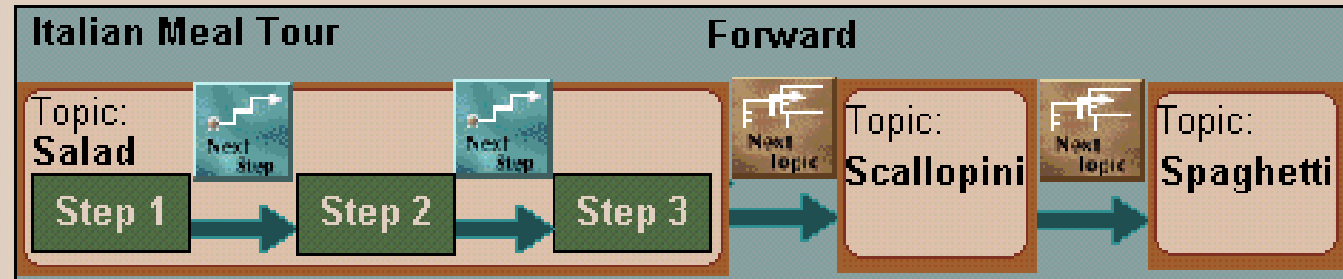 Italian Meal Tour
Forward
Topic:
Salad
Next
Step
Next
Step
Next
Topic
Topic:
Scallopini
Next
Topic
Topic:
Spaghetti
Step 1
Step 2
Step 3